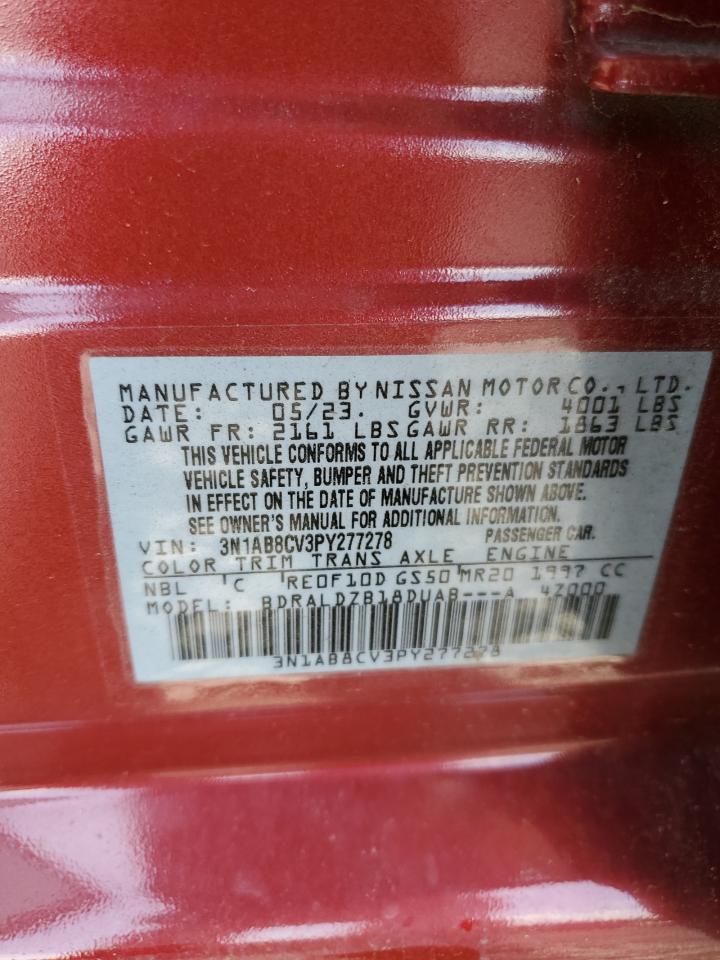 MANUFACTURED BY NISSAN MOTOR CO., LTD.
DATE: 05/23. GVWR: 4001 LBS
GAWR FR: 2161 LBS GAWR RR: 1863 LBS
THIS VEHICLE CONFORMS TO ALL APPLICABLE FEDERAL MOTOR
VEHICLE SAFETY, BUMPER AND THEFT PREVENTION STANDARDS
IN EFFECT ON THE DATE OF MANUFACTURE SHOWN ABOVE.
SEE OWNER'S MANUAL FOR ADDITIONAL INFORMATION.
VIN: 3N1AB8CV3PY277278 PASSENGER CAR.
COLOR TRIM TRANS AXLE ENGINE
NBL C RE0F10D GS50 MR20 1997 CC
MODEL: BDRALDZB18DUAB---A 4Z000
3N1AB8CV3PY277278